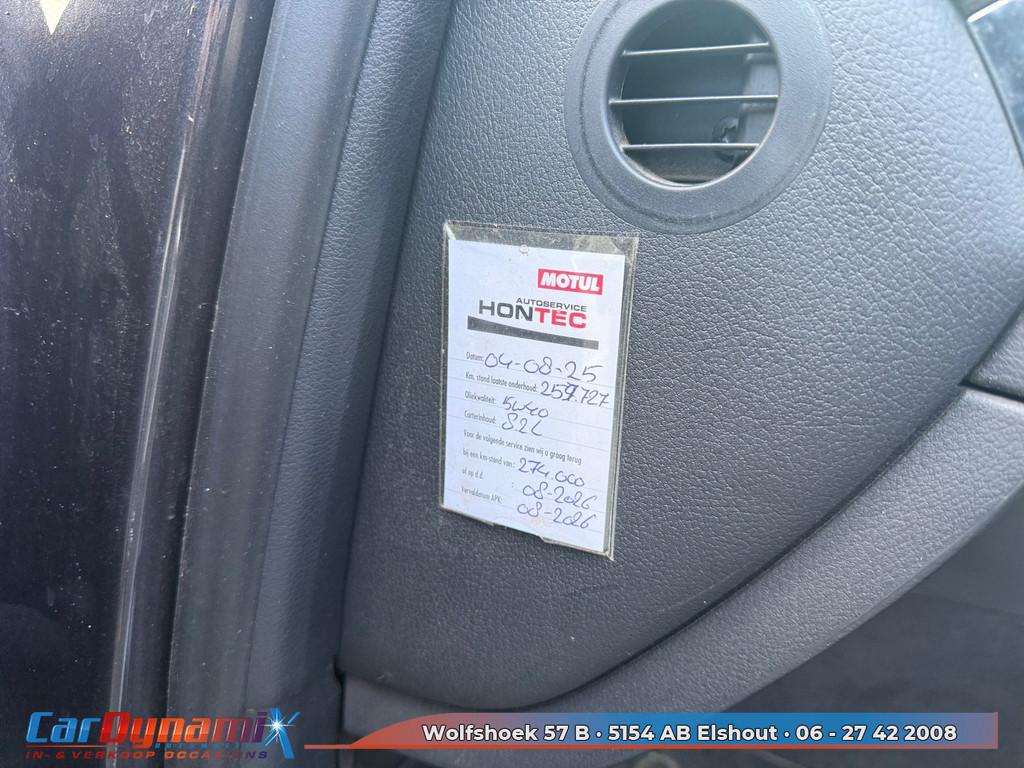 MOTUL
AUTOSERVICE
HONTEC
Datum: 04-08-25
Km. stand laatste onderhoud: 259.727
Oliekwaliteit: 5W40
Carterinhoud: 8.2L
Voor de volgende service zien wij u graag terug
bij een km-stand van: 274.000
of op d.d. : 08-2026
Vervaldatum APK: 08-2026
CarDynamiX
IN- & VERKOOP OCCASIONS
Wolfshoek 57 B • 5154 AB Elshout • 06 - 27 42 2008